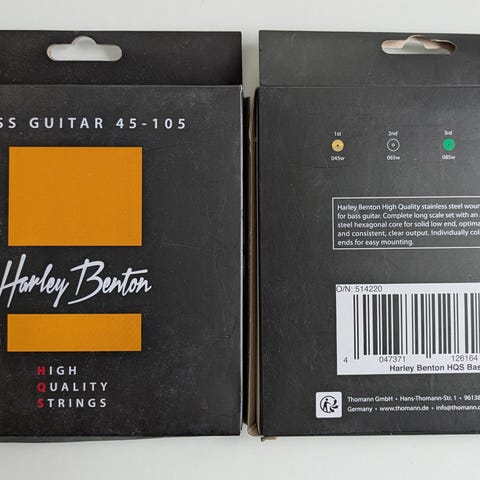 SS GUITAR 45-105
Harley Benton
HIGH
QUALITY
STRINGS
1st 2nd 3rd
045w 065w 085w
Harley Benton High Quality stainless steel woun
for bass guitar. Complete long scale set with an
steel hexagonal core for solid low end, optima
and consistent, clear output. Individually colo
ends for easy mounting.
O/N: 514220
4 047371 126164
Harley Benton HQS Bas
Thomann GmbH • Hans-Thomann-Str. 1 • 9613
Germany • www.thomann.de • info@thomann.d